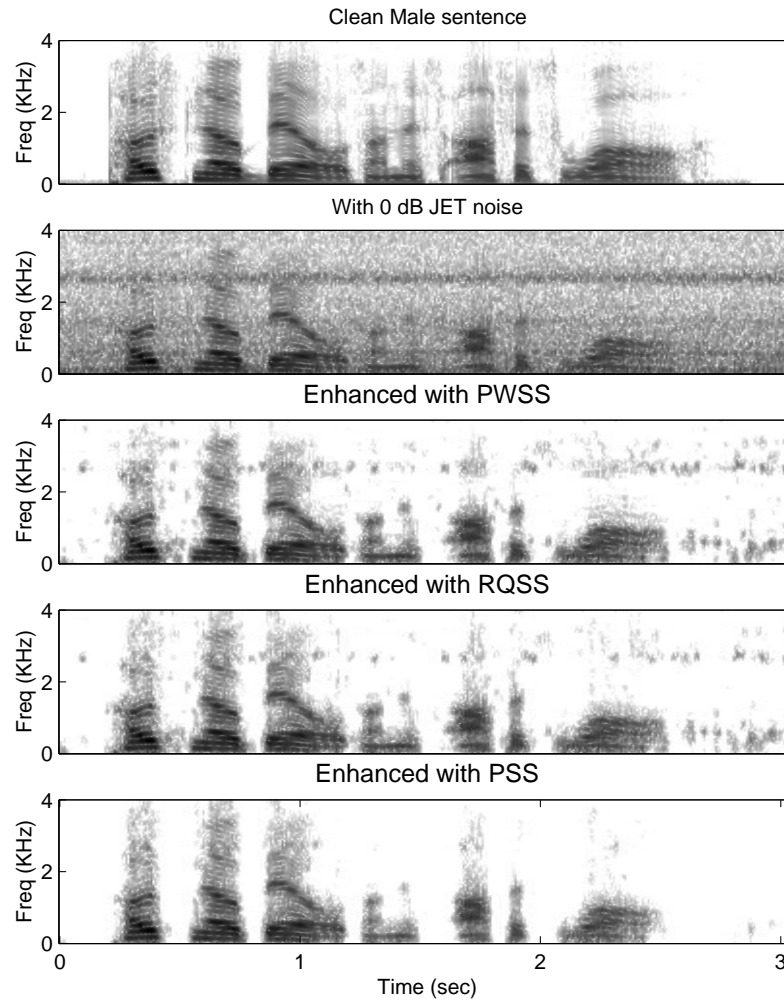 Clean Male sentence
4
2
0
Freq (KHz)
With 0 dB JET noise
4
2
0
Freq (KHz)
Enhanced with PWSS
4
2
0
Freq (KHz)
Enhanced with RQSS
4
2
0
Freq (KHz)
Enhanced with PSS
4
2
0
Freq (KHz)
0 1 2 3
Time (sec)